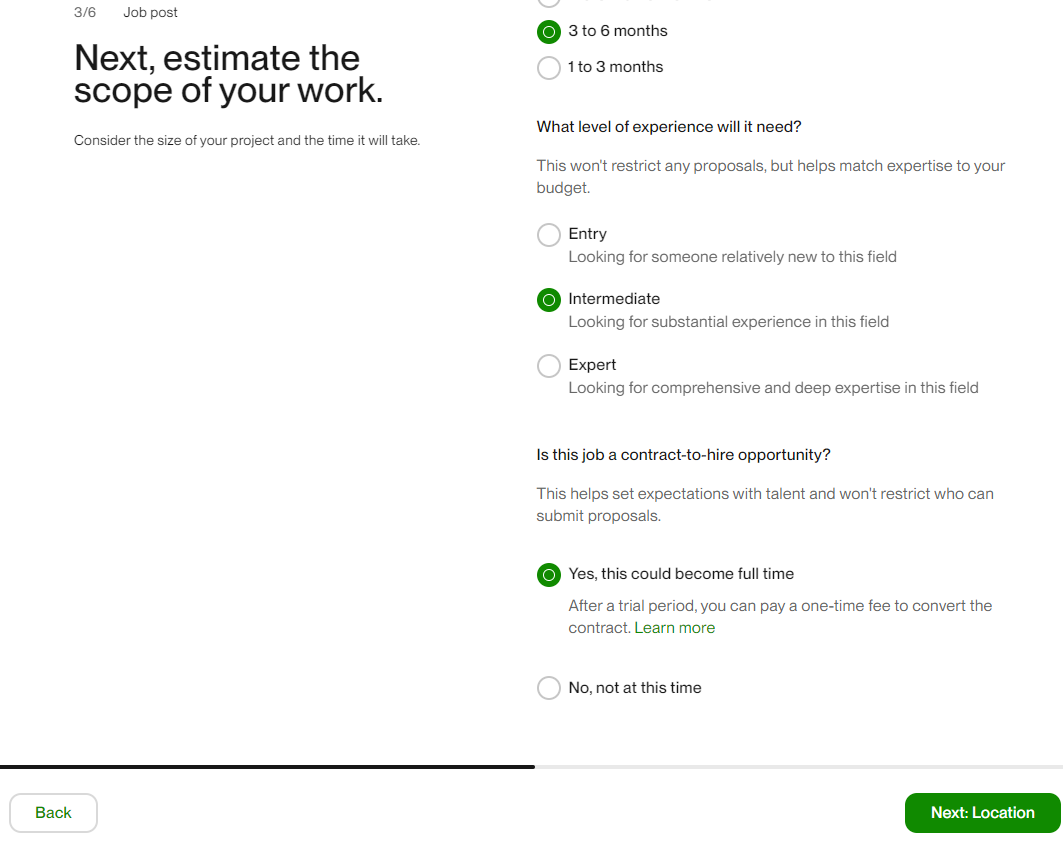 3/6 Job post
Next, estimate the
scope of your work.
Consider the size of your project and the time it will take.
3 to 6 months
1 to 3 months
What level of experience will it need?
This won't restrict any proposals, but helps match expertise to your
budget.
Entry
Looking for someone relatively new to this field
Intermediate
Looking for substantial experience in this field
Expert
Looking for comprehensive and deep expertise in this field
Is this job a contract-to-hire opportunity?
This helps set expectations with talent and won't restrict who can
submit proposals.
Yes, this could become full time
After a trial period, you can pay a one-time fee to convert the
contract. Learn more
No, not at this time
Back
Next: Location